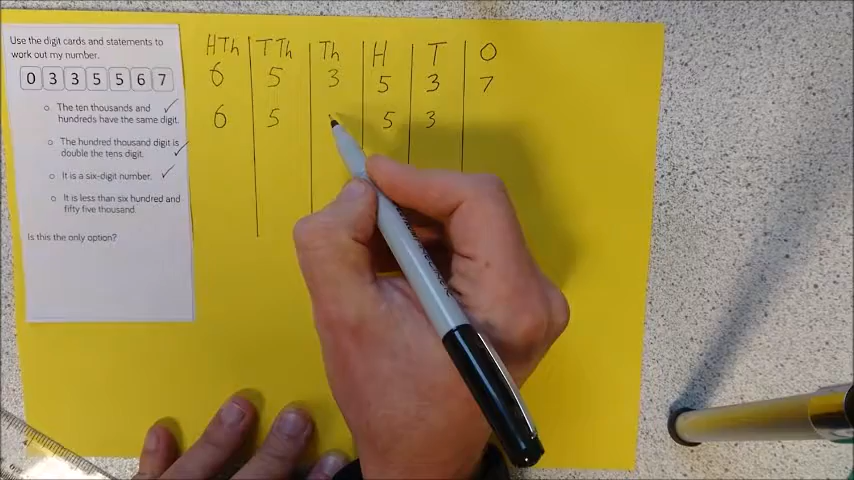 Use the digit cards and statements to
work out my number.
0 3 3 5 5 6 7
The ten thousands and
hundreds have the same digit.
The hundred thousand digit is
double the tens digit.
It is a six-digit number.
It is less than six hundred and
fifty five thousand.
Is this the only option?
HTh TTh Th H T O
6 5 3 5 3 7
6 5 5 3